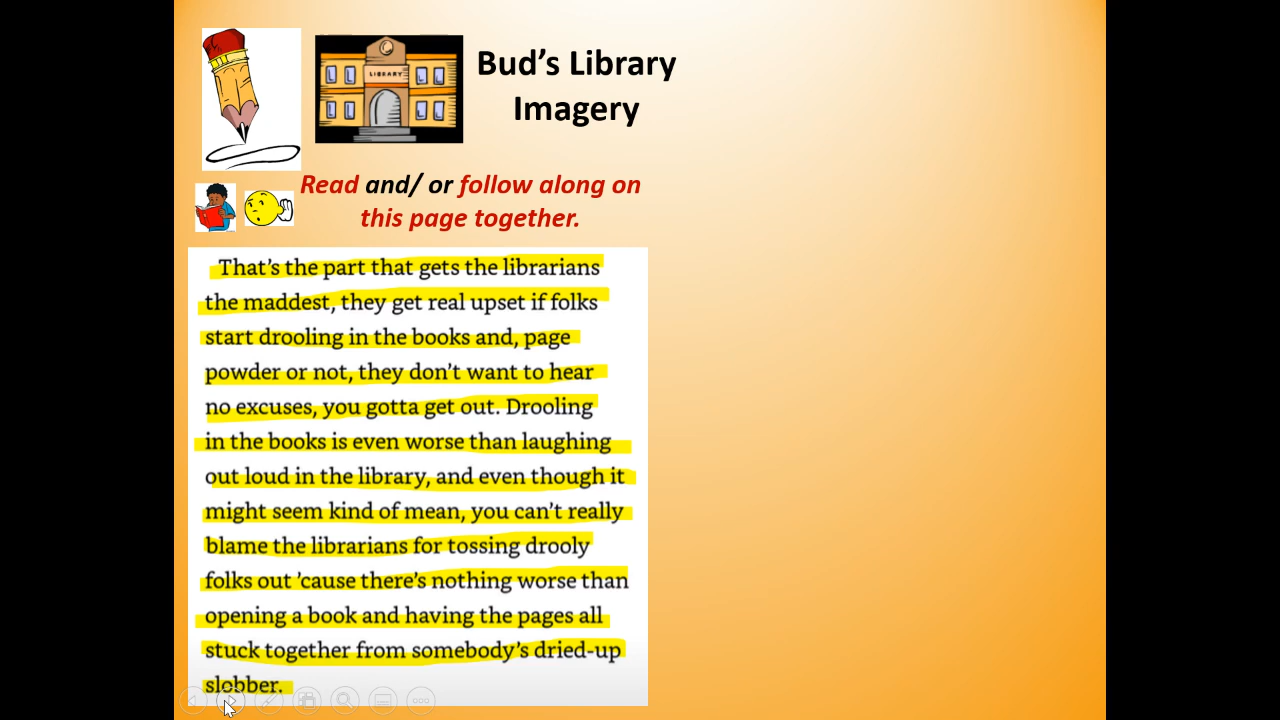 Bud’s Library
Imagery
LIBRARY
Read and/ or follow along on
this page together.
That’s the part that gets the librarians
the maddest, they get real upset if folks
start drooling in the books and, page
powder or not, they don’t want to hear
no excuses, you gotta get out. Drooling
in the books is even worse than laughing
out loud in the library, and even though it
might seem kind of mean, you can’t really
blame the librarians for tossing drooly
folks out ’cause there’s nothing worse than
opening a book and having the pages all
stuck together from somebody’s dried-up
slobber.